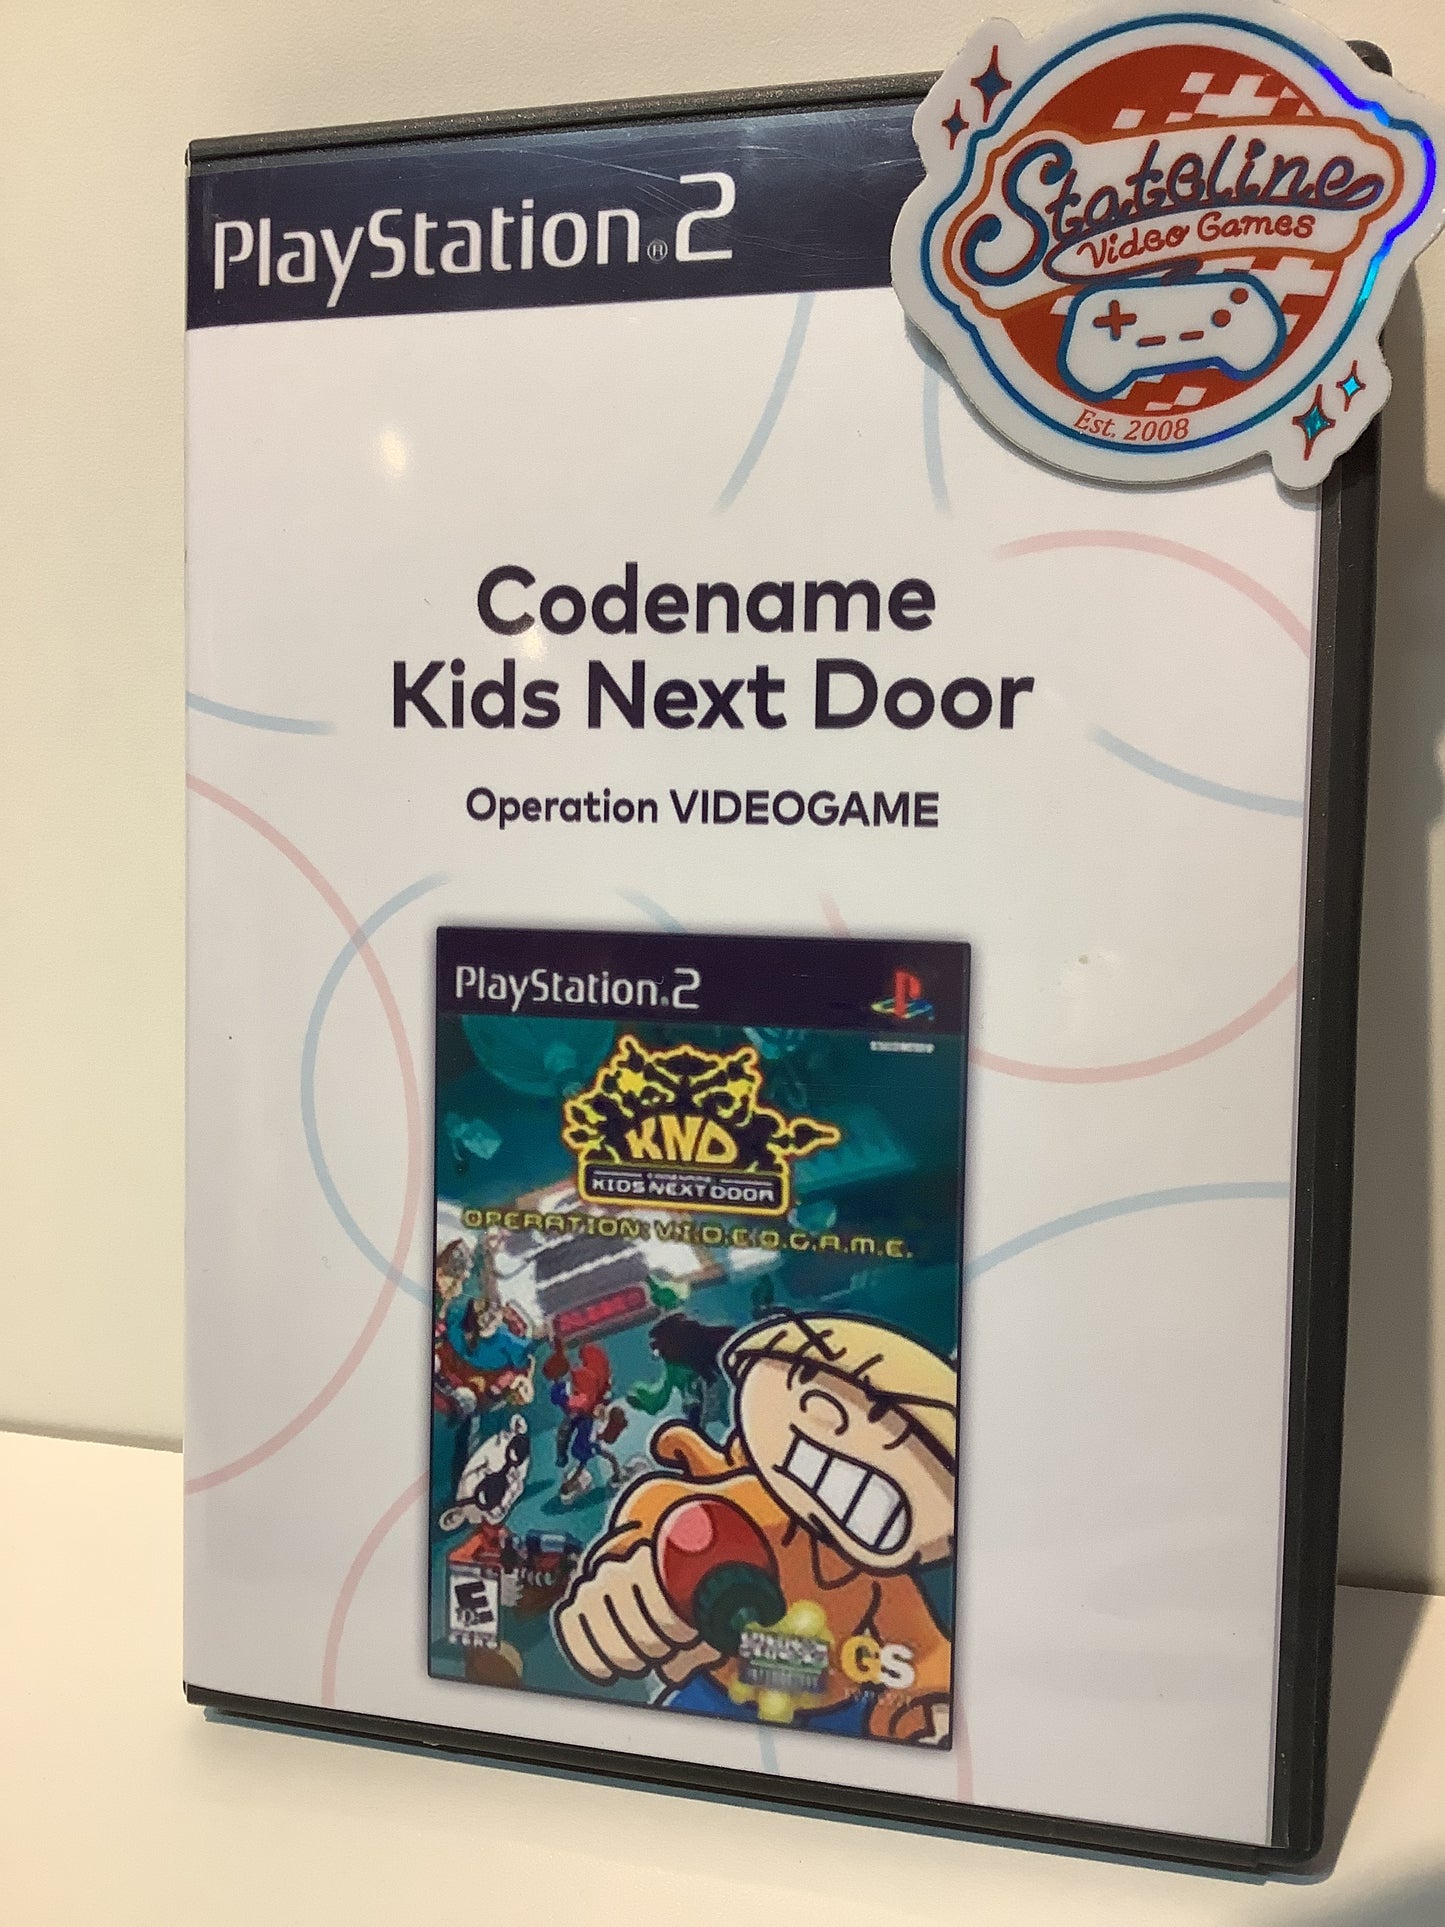 PlayStation®2
Stateline
Video Games
Est. 2008
Codename
Kids Next Door
Operation VIDEOGAME
PlayStation.2
KND
KIDS NEXT DOOR
OPERATION: V.I.D.E.O.G.A.M.E.
E
GS